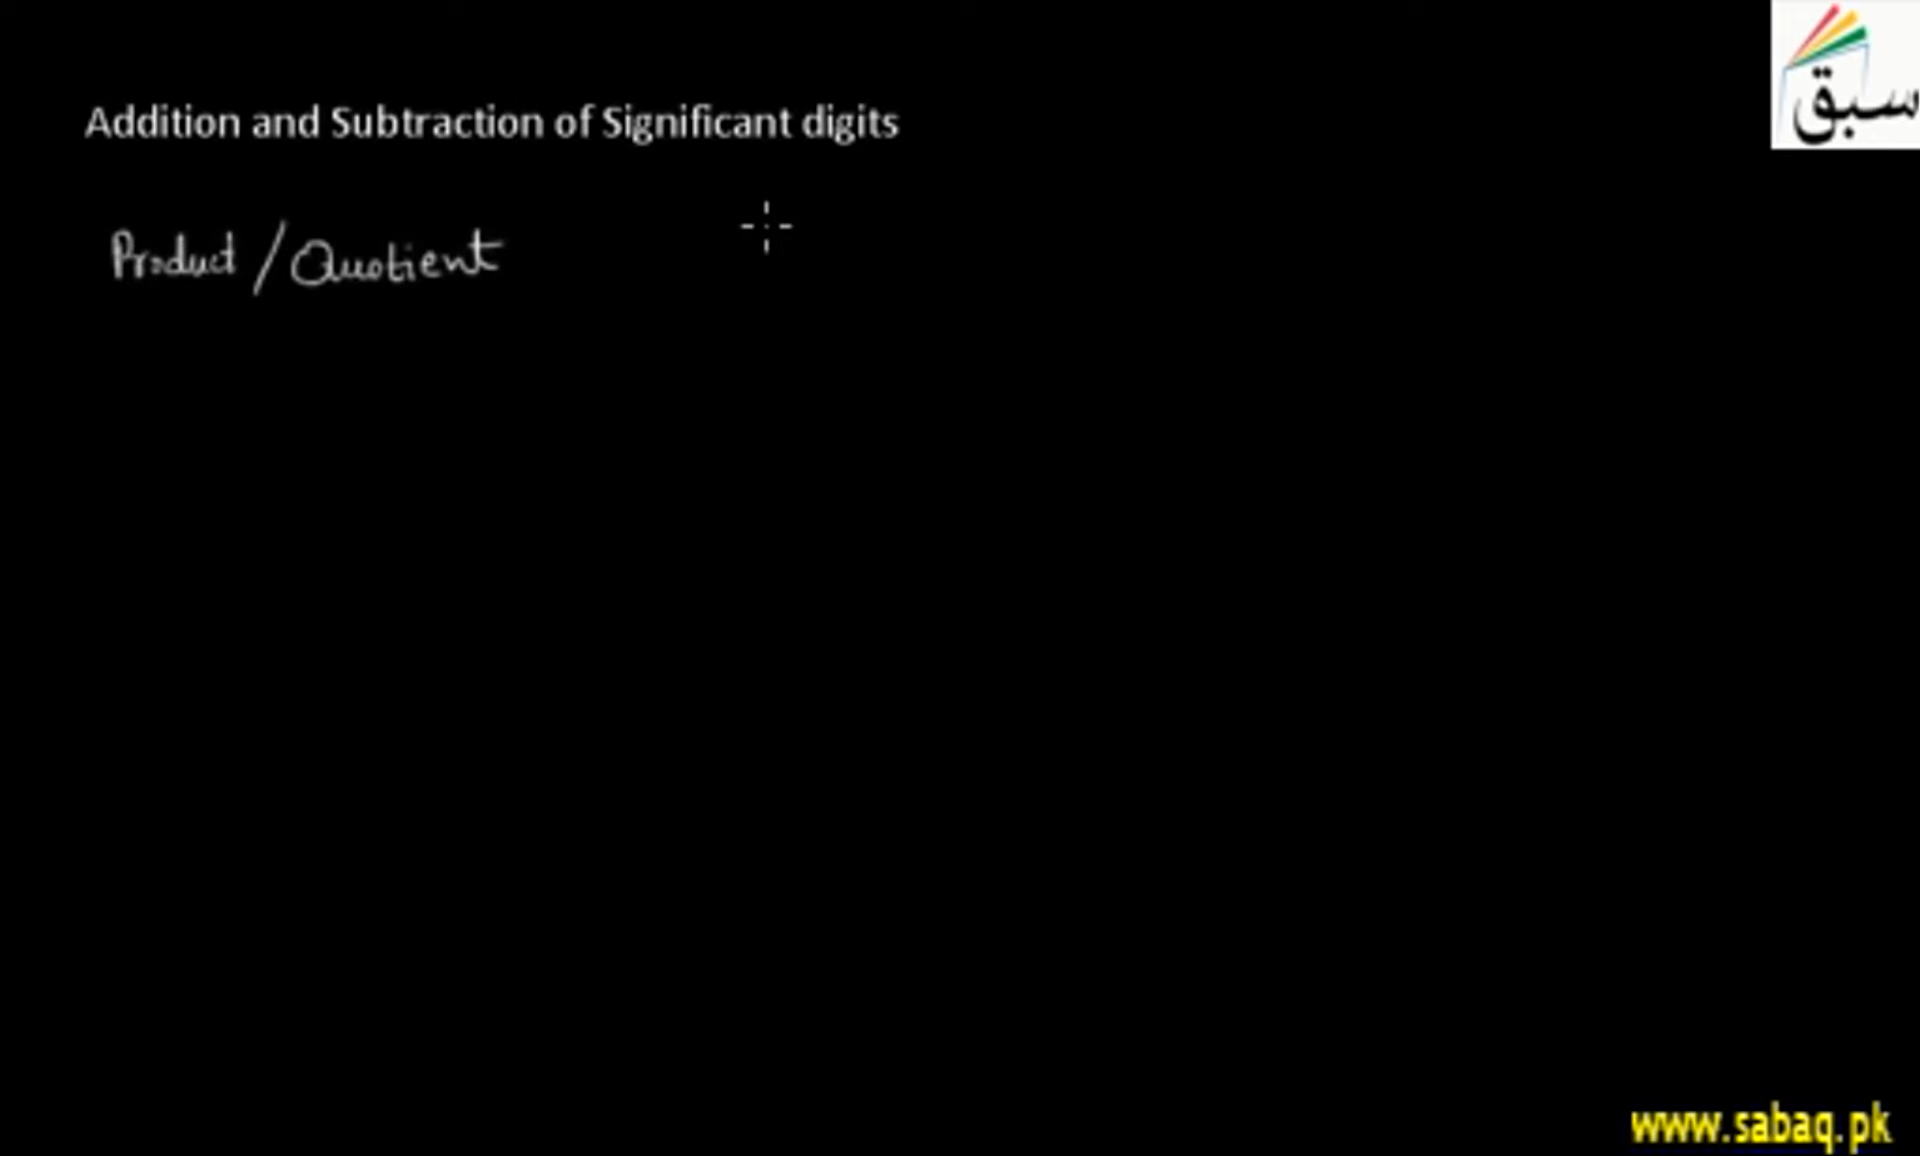 سبق
Addition and Subtraction of Significant digits
Product / Quotient
www.sabaq.pk